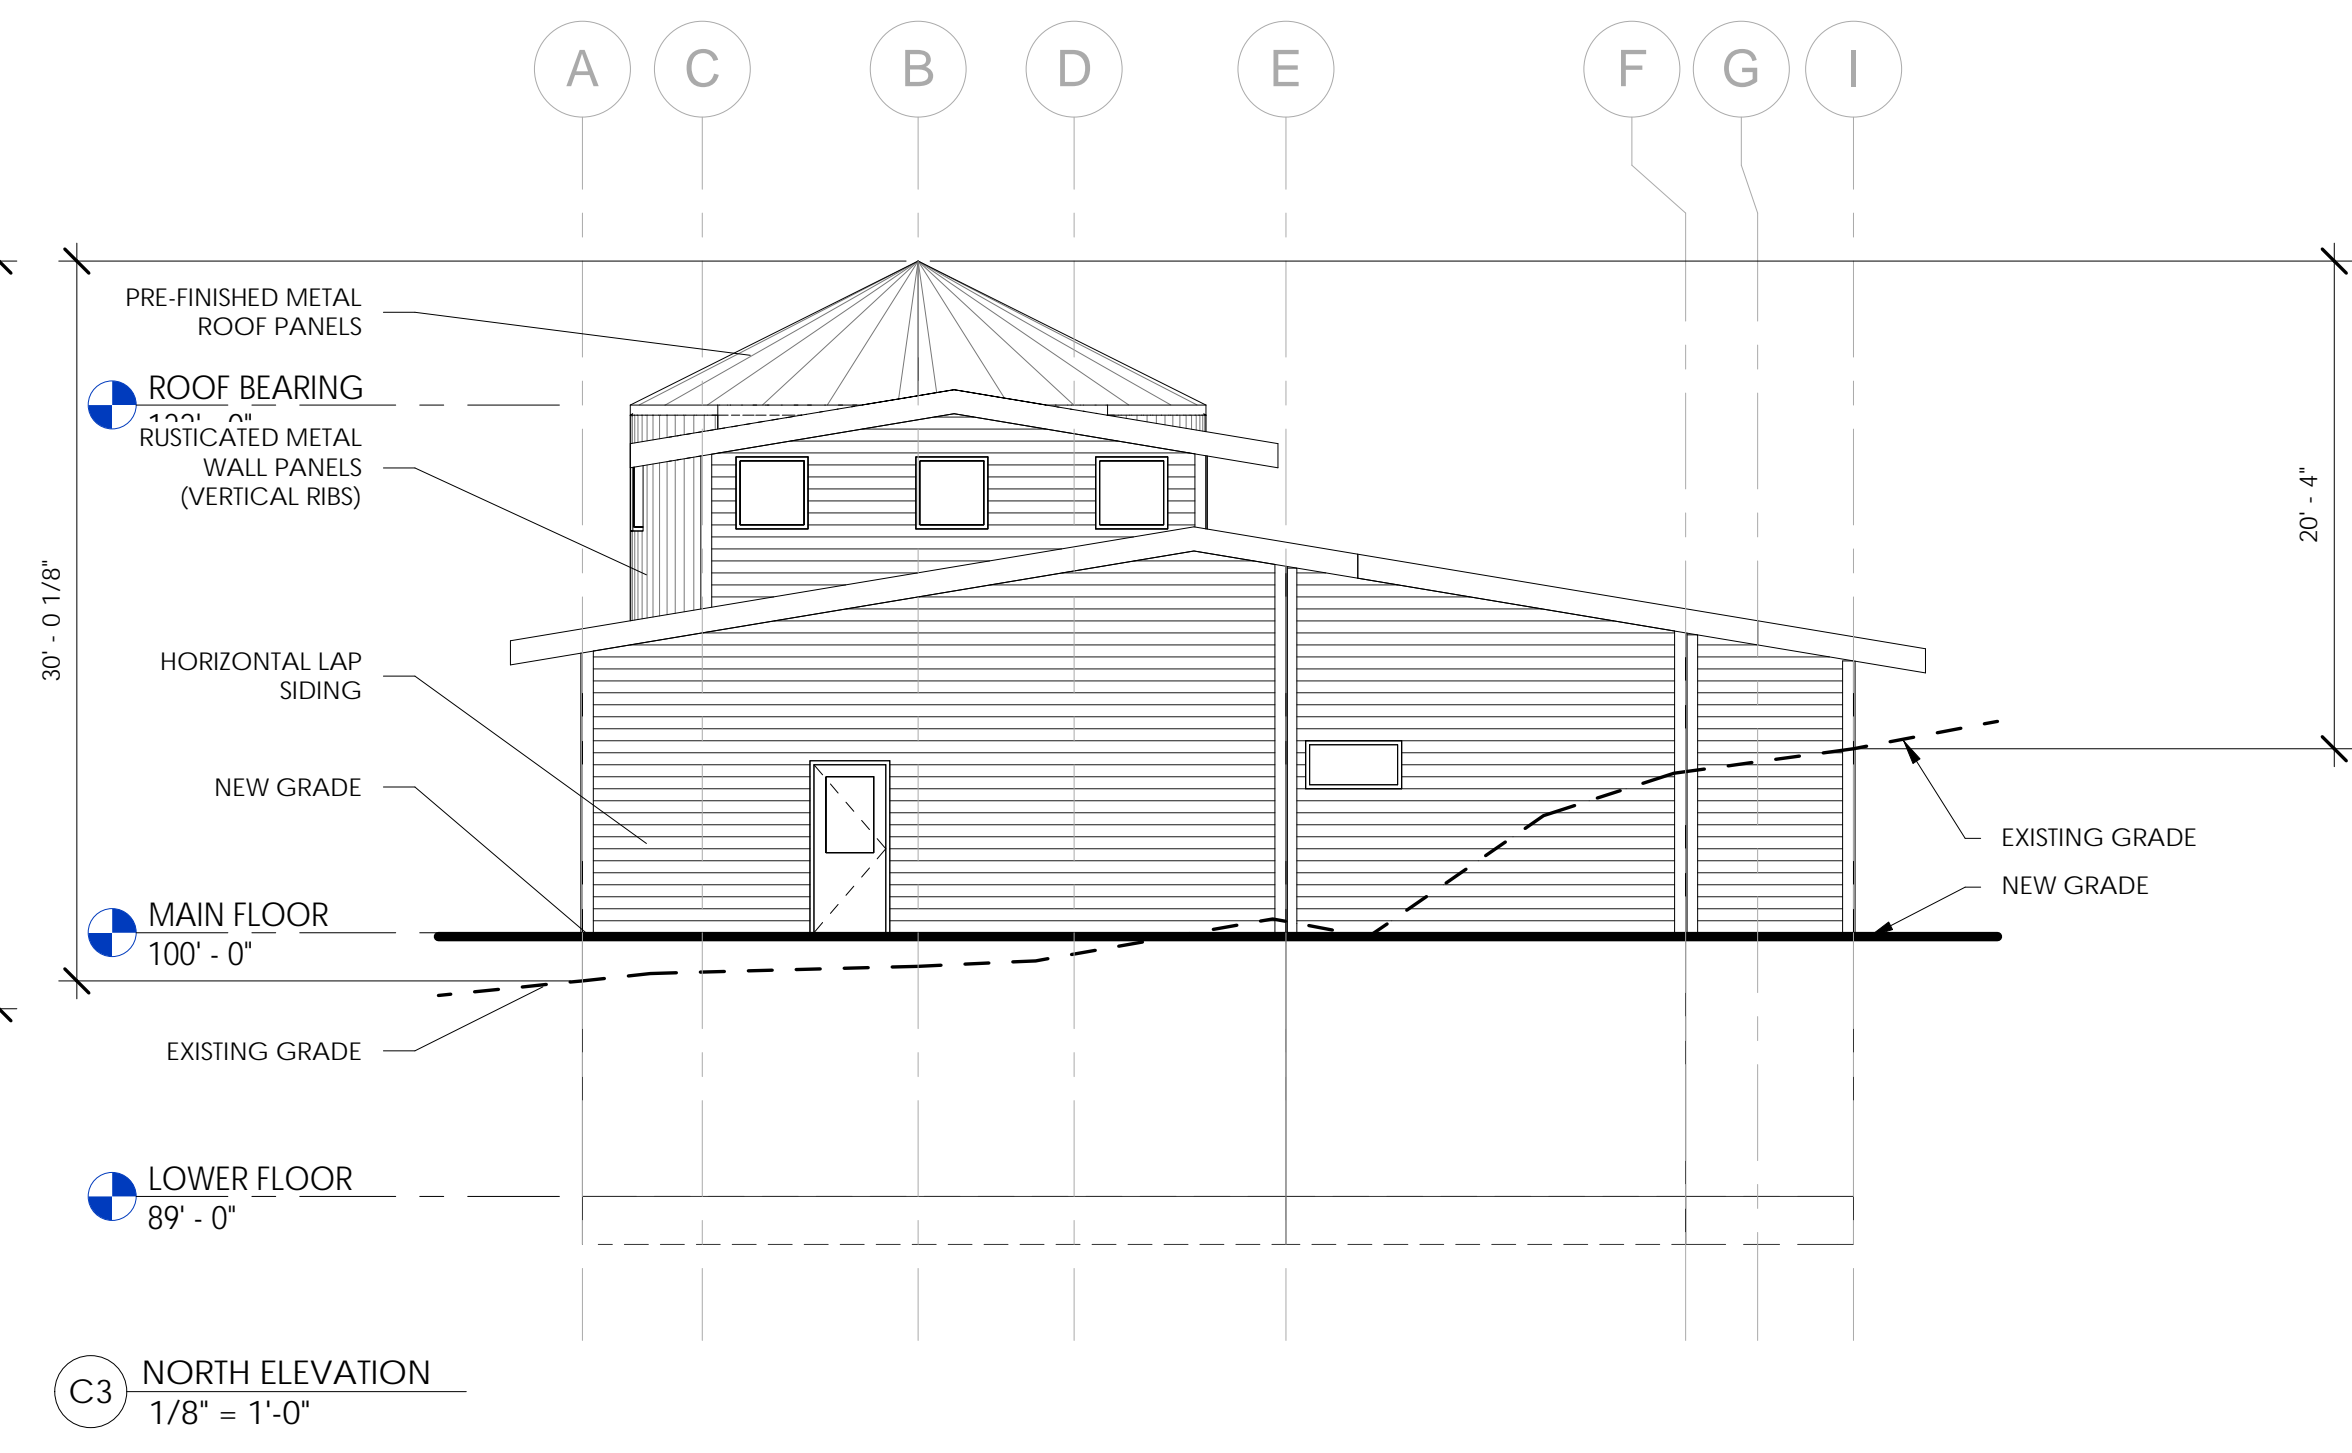 A C B D E F G I
PRE-FINISHED METAL
ROOF PANELS
ROOF BEARING
RUSTICATED METAL
WALL PANELS
(VERTICAL RIBS)
30' - 0 1/8"
20' - 4"
HORIZONTAL LAP
SIDING
NEW GRADE
EXISTING GRADE
NEW GRADE
MAIN FLOOR
100' - 0"
EXISTING GRADE
LOWER FLOOR
89' - 0"
C3
NORTH ELEVATION
1/8" = 1'-0"